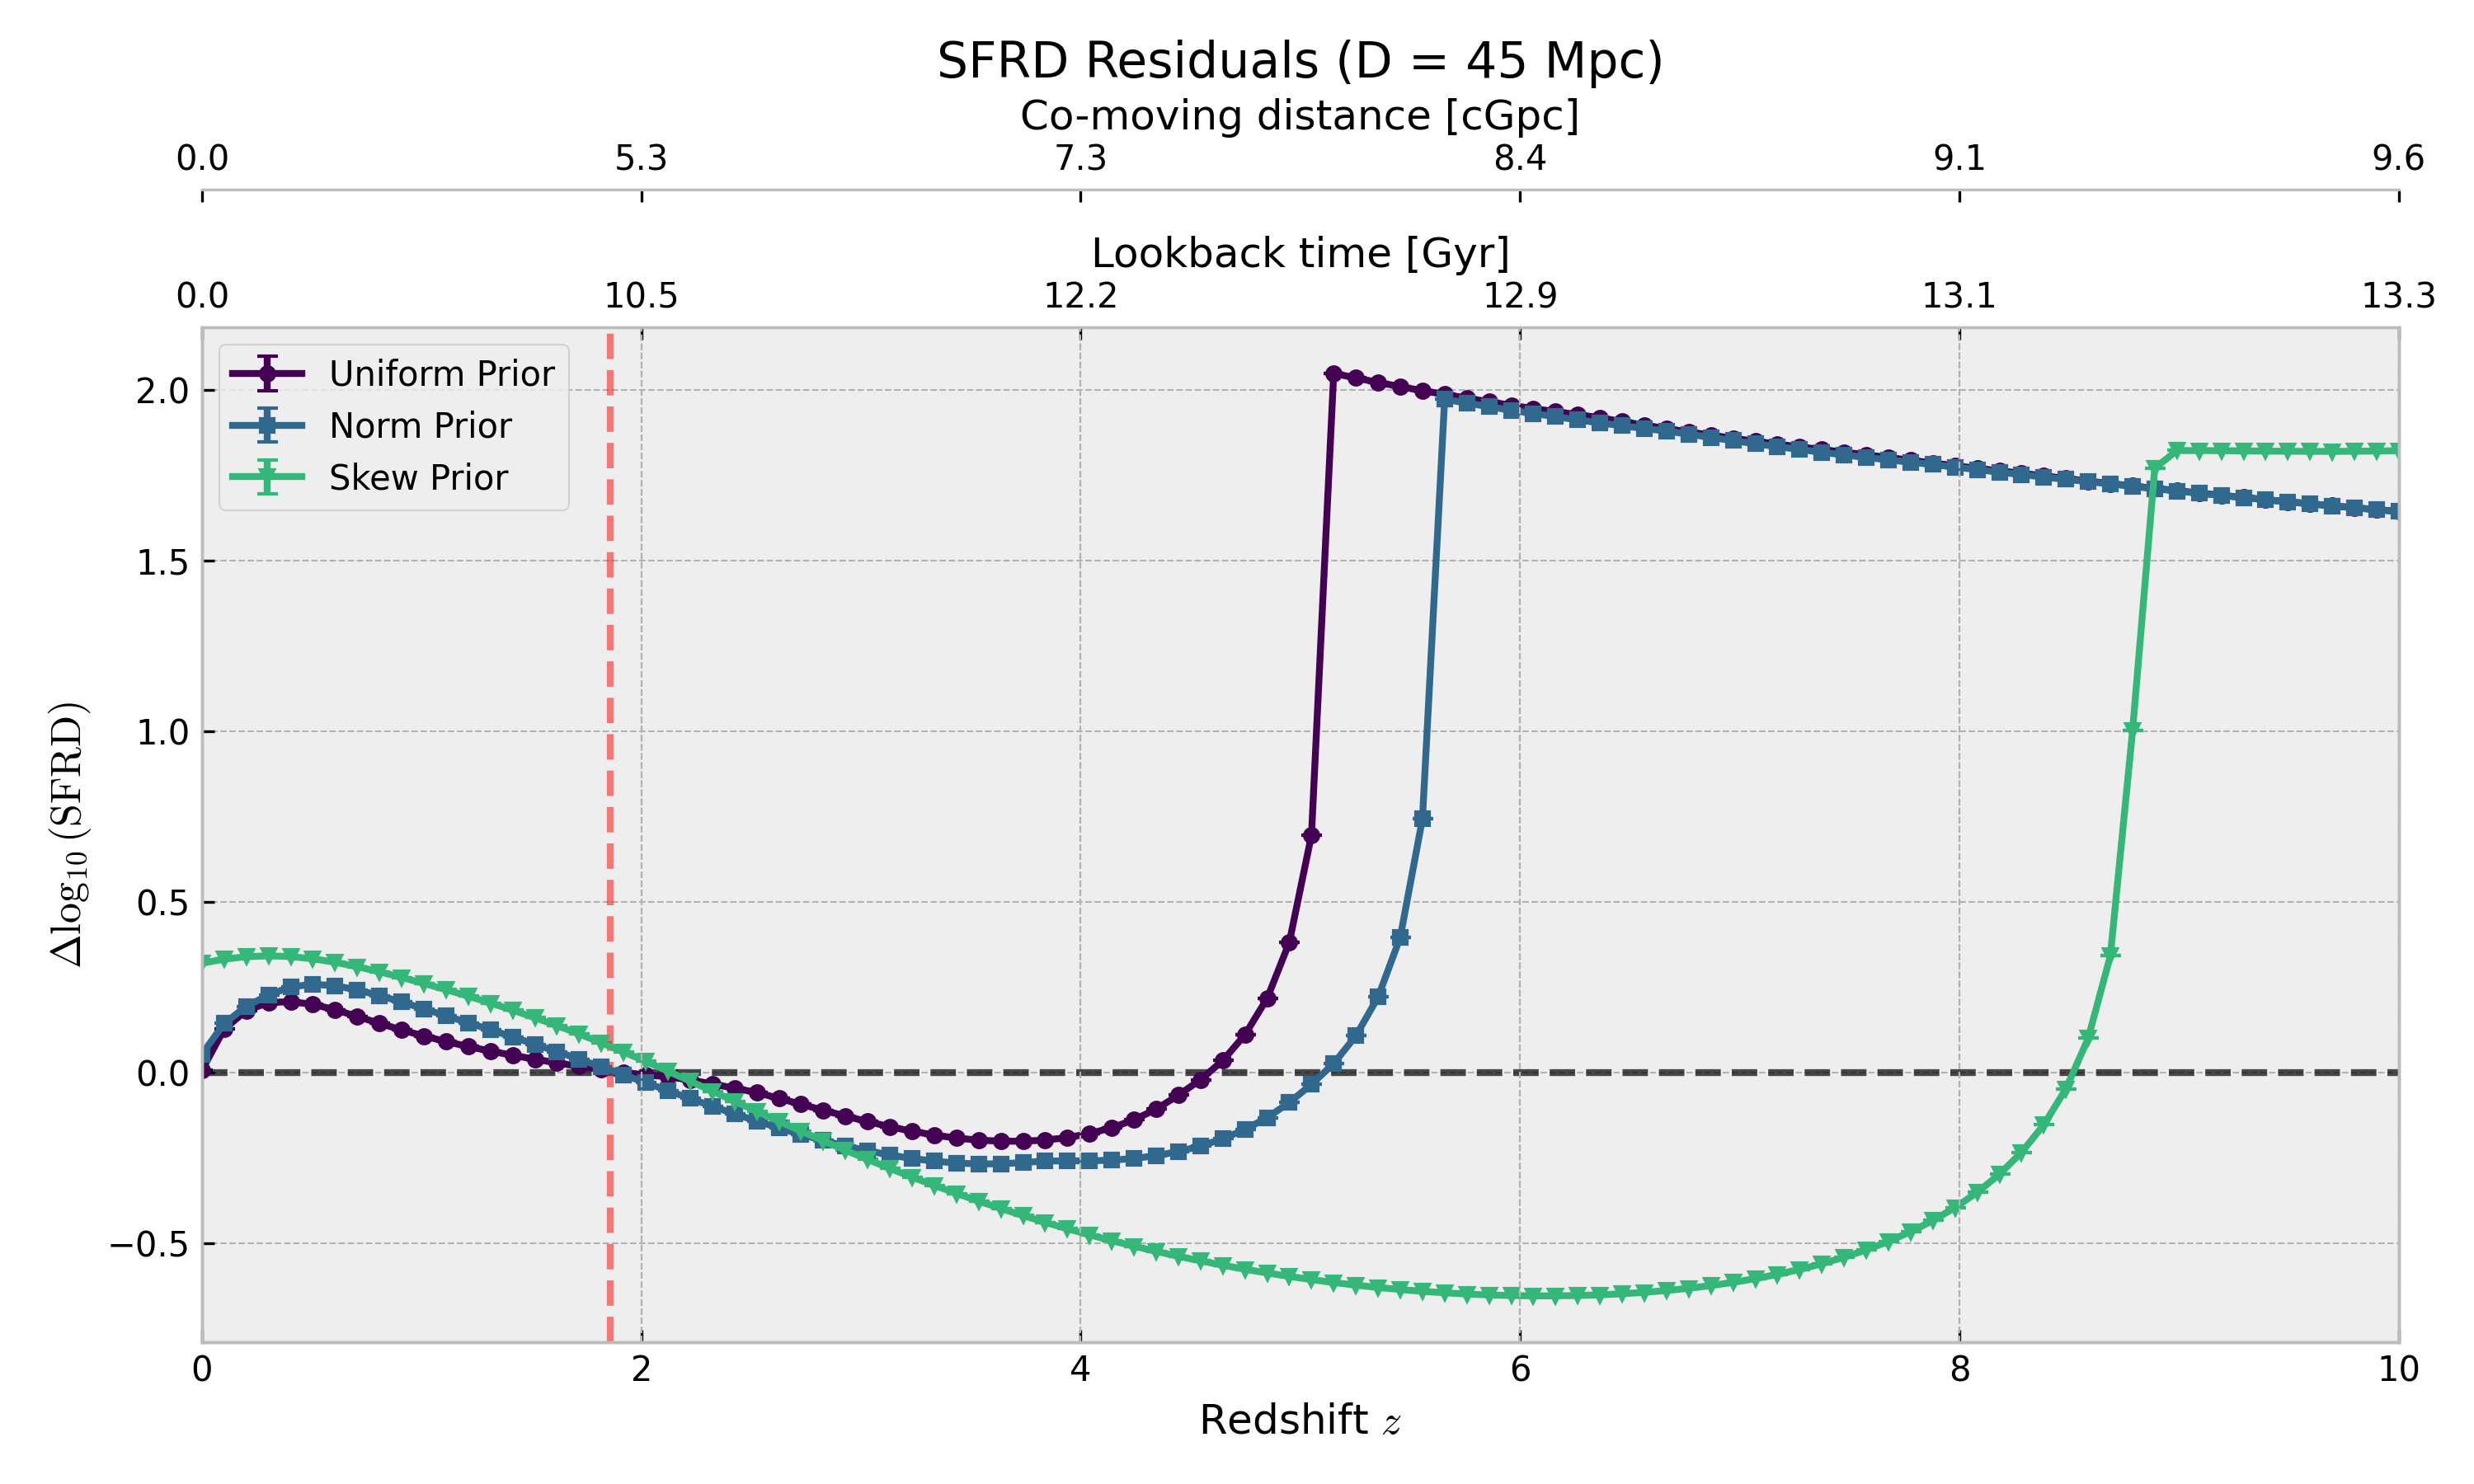 SFRD Residuals (D = 45 Mpc)
Co-moving distance [cGpc]
0.0 5.3 7.3 8.4 9.1 9.6
Lookback time [Gyr]
0.0 10.5 12.2 12.9 13.1 13.3
Uniform Prior
Norm Prior
Skew Prior
2.0
1.5
1.0
0.5
0.0
−0.5
Δlog₁₀(SFRD)
0 2 4 6 8 10
Redshift z